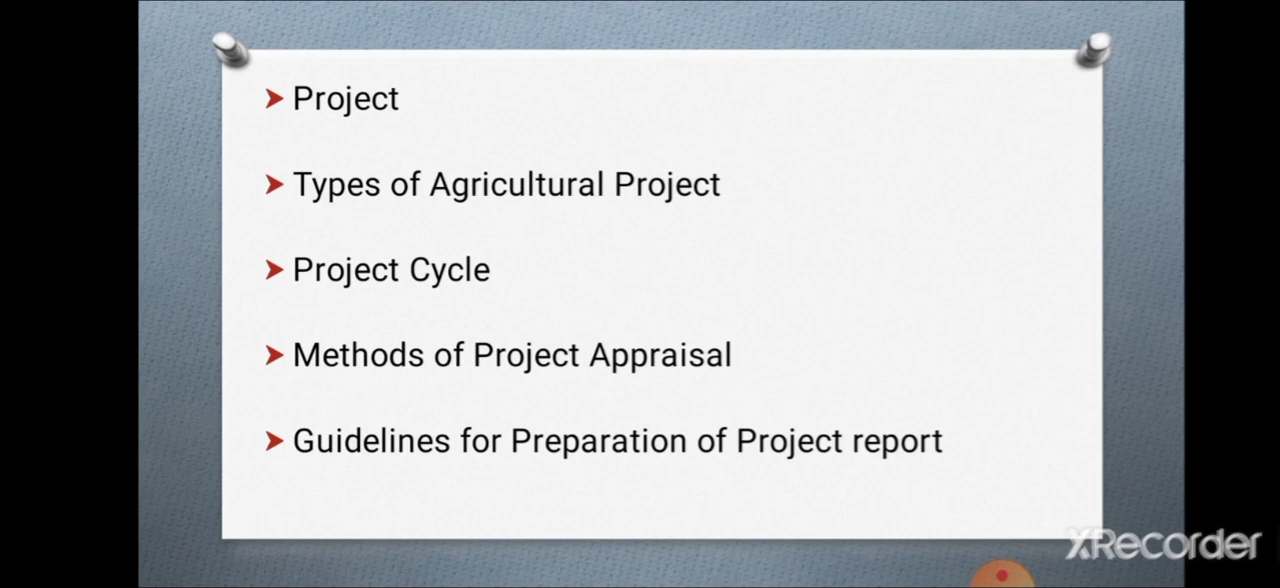 Project
Types of Agricultural Project
Project Cycle
Methods of Project Appraisal
Guidelines for Preparation of Project report
XRecorder